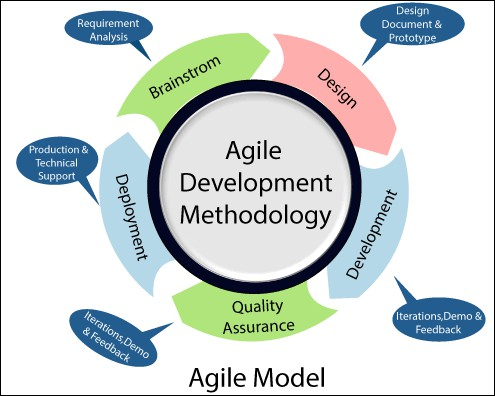 Requirement
Analysis
Design
Document &
Prototype
Brainstrom
Design
Production &
Technical
Support
Agile
Development
Methodology
Deployment
Development
Quality
Assurance
Iterations,Demo
& Feedback
Iterations,Demo &
Feedback
Agile Model